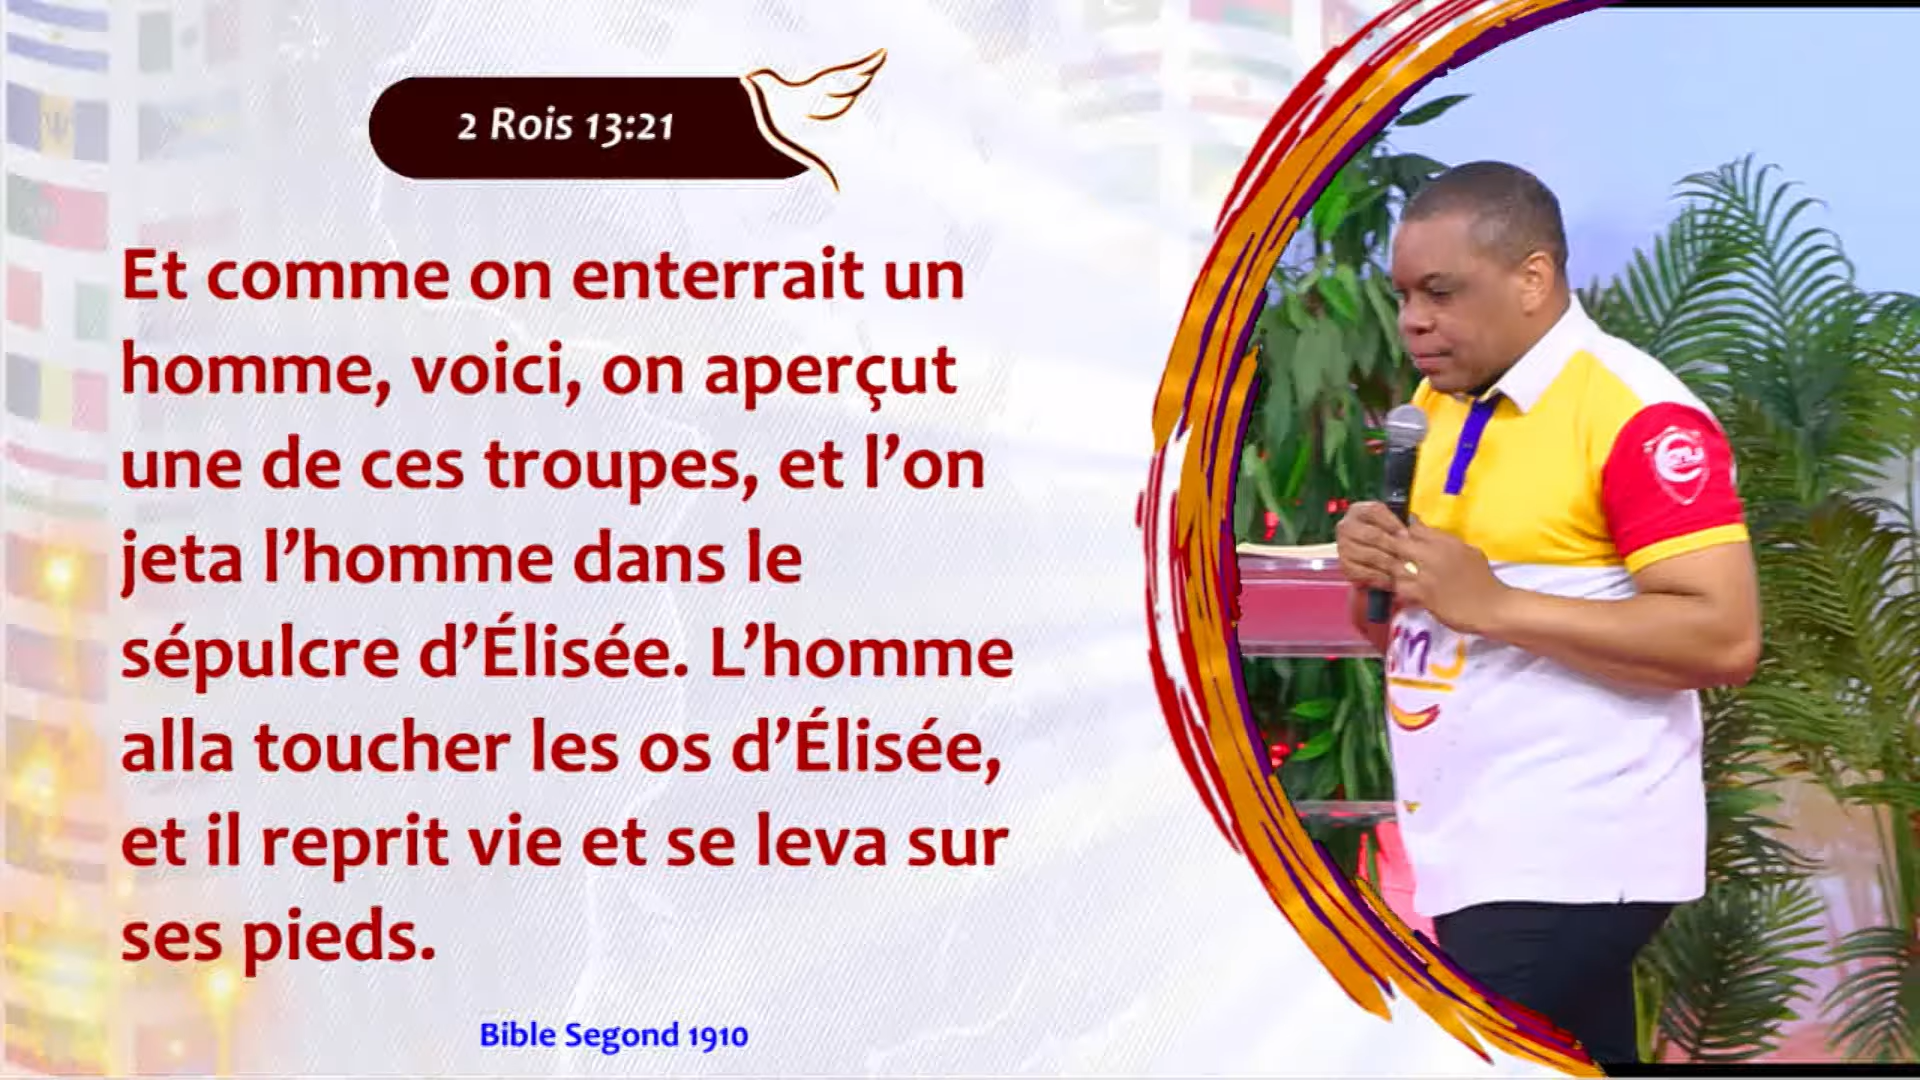 2 Rois 13:21
Et comme on enterrait un
homme, voici, on aperçut
une de ces troupes, et l’on
jeta l’homme dans le
sépulcre d’Élisée. L’homme
alla toucher les os d’Élisée,
et il reprit vie et se leva sur
ses pieds.
Bible Segond 1910